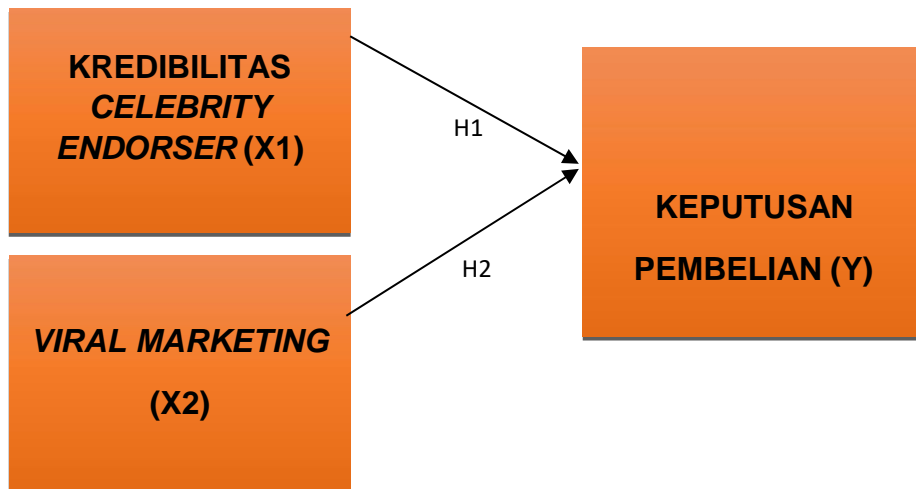 KREDIBILITAS
CELEBRITY
ENDORSER (X1)
H1
KEPUTUSAN
PEMBELIAN (Y)
H2
VIRAL MARKETING
(X2)